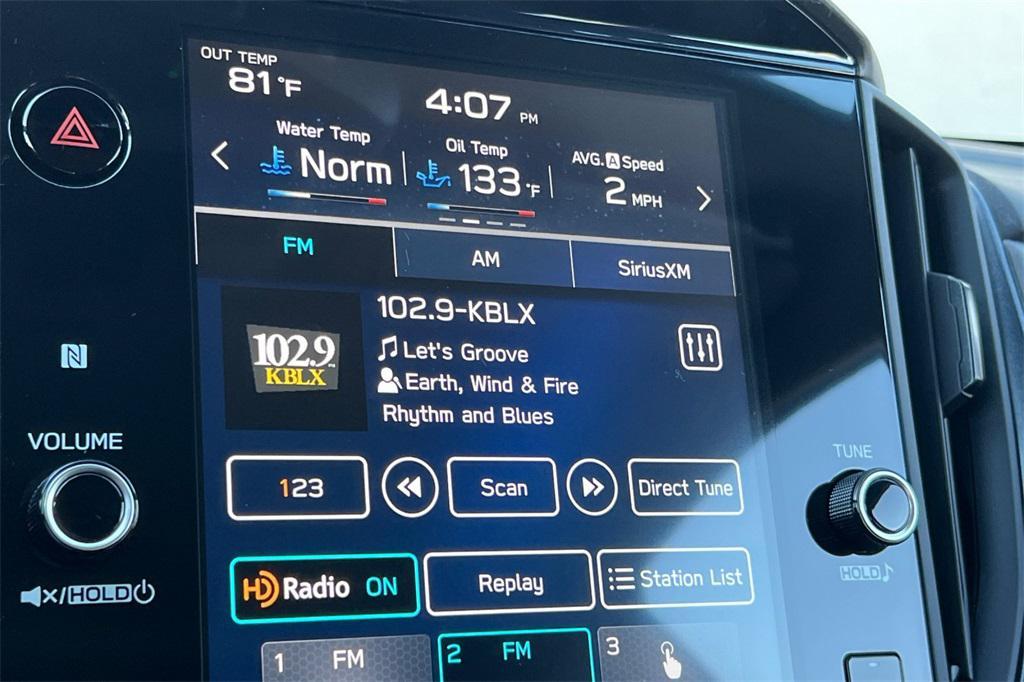 OUT TEMP
81°F
4:07 PM
Water Temp
Norm
Oil Temp
133°F
AVG. A Speed
2 MPH
FM
AM
SiriusXM
102.9
KBLX
102.9-KBLX
Let's Groove
Earth, Wind & Fire
Rhythm and Blues
N
VOLUME
TUNE
123
Scan
Direct Tune
HD Radio ON
Replay
Station List
/HOLD
HOLD
1 FM
2 FM
3